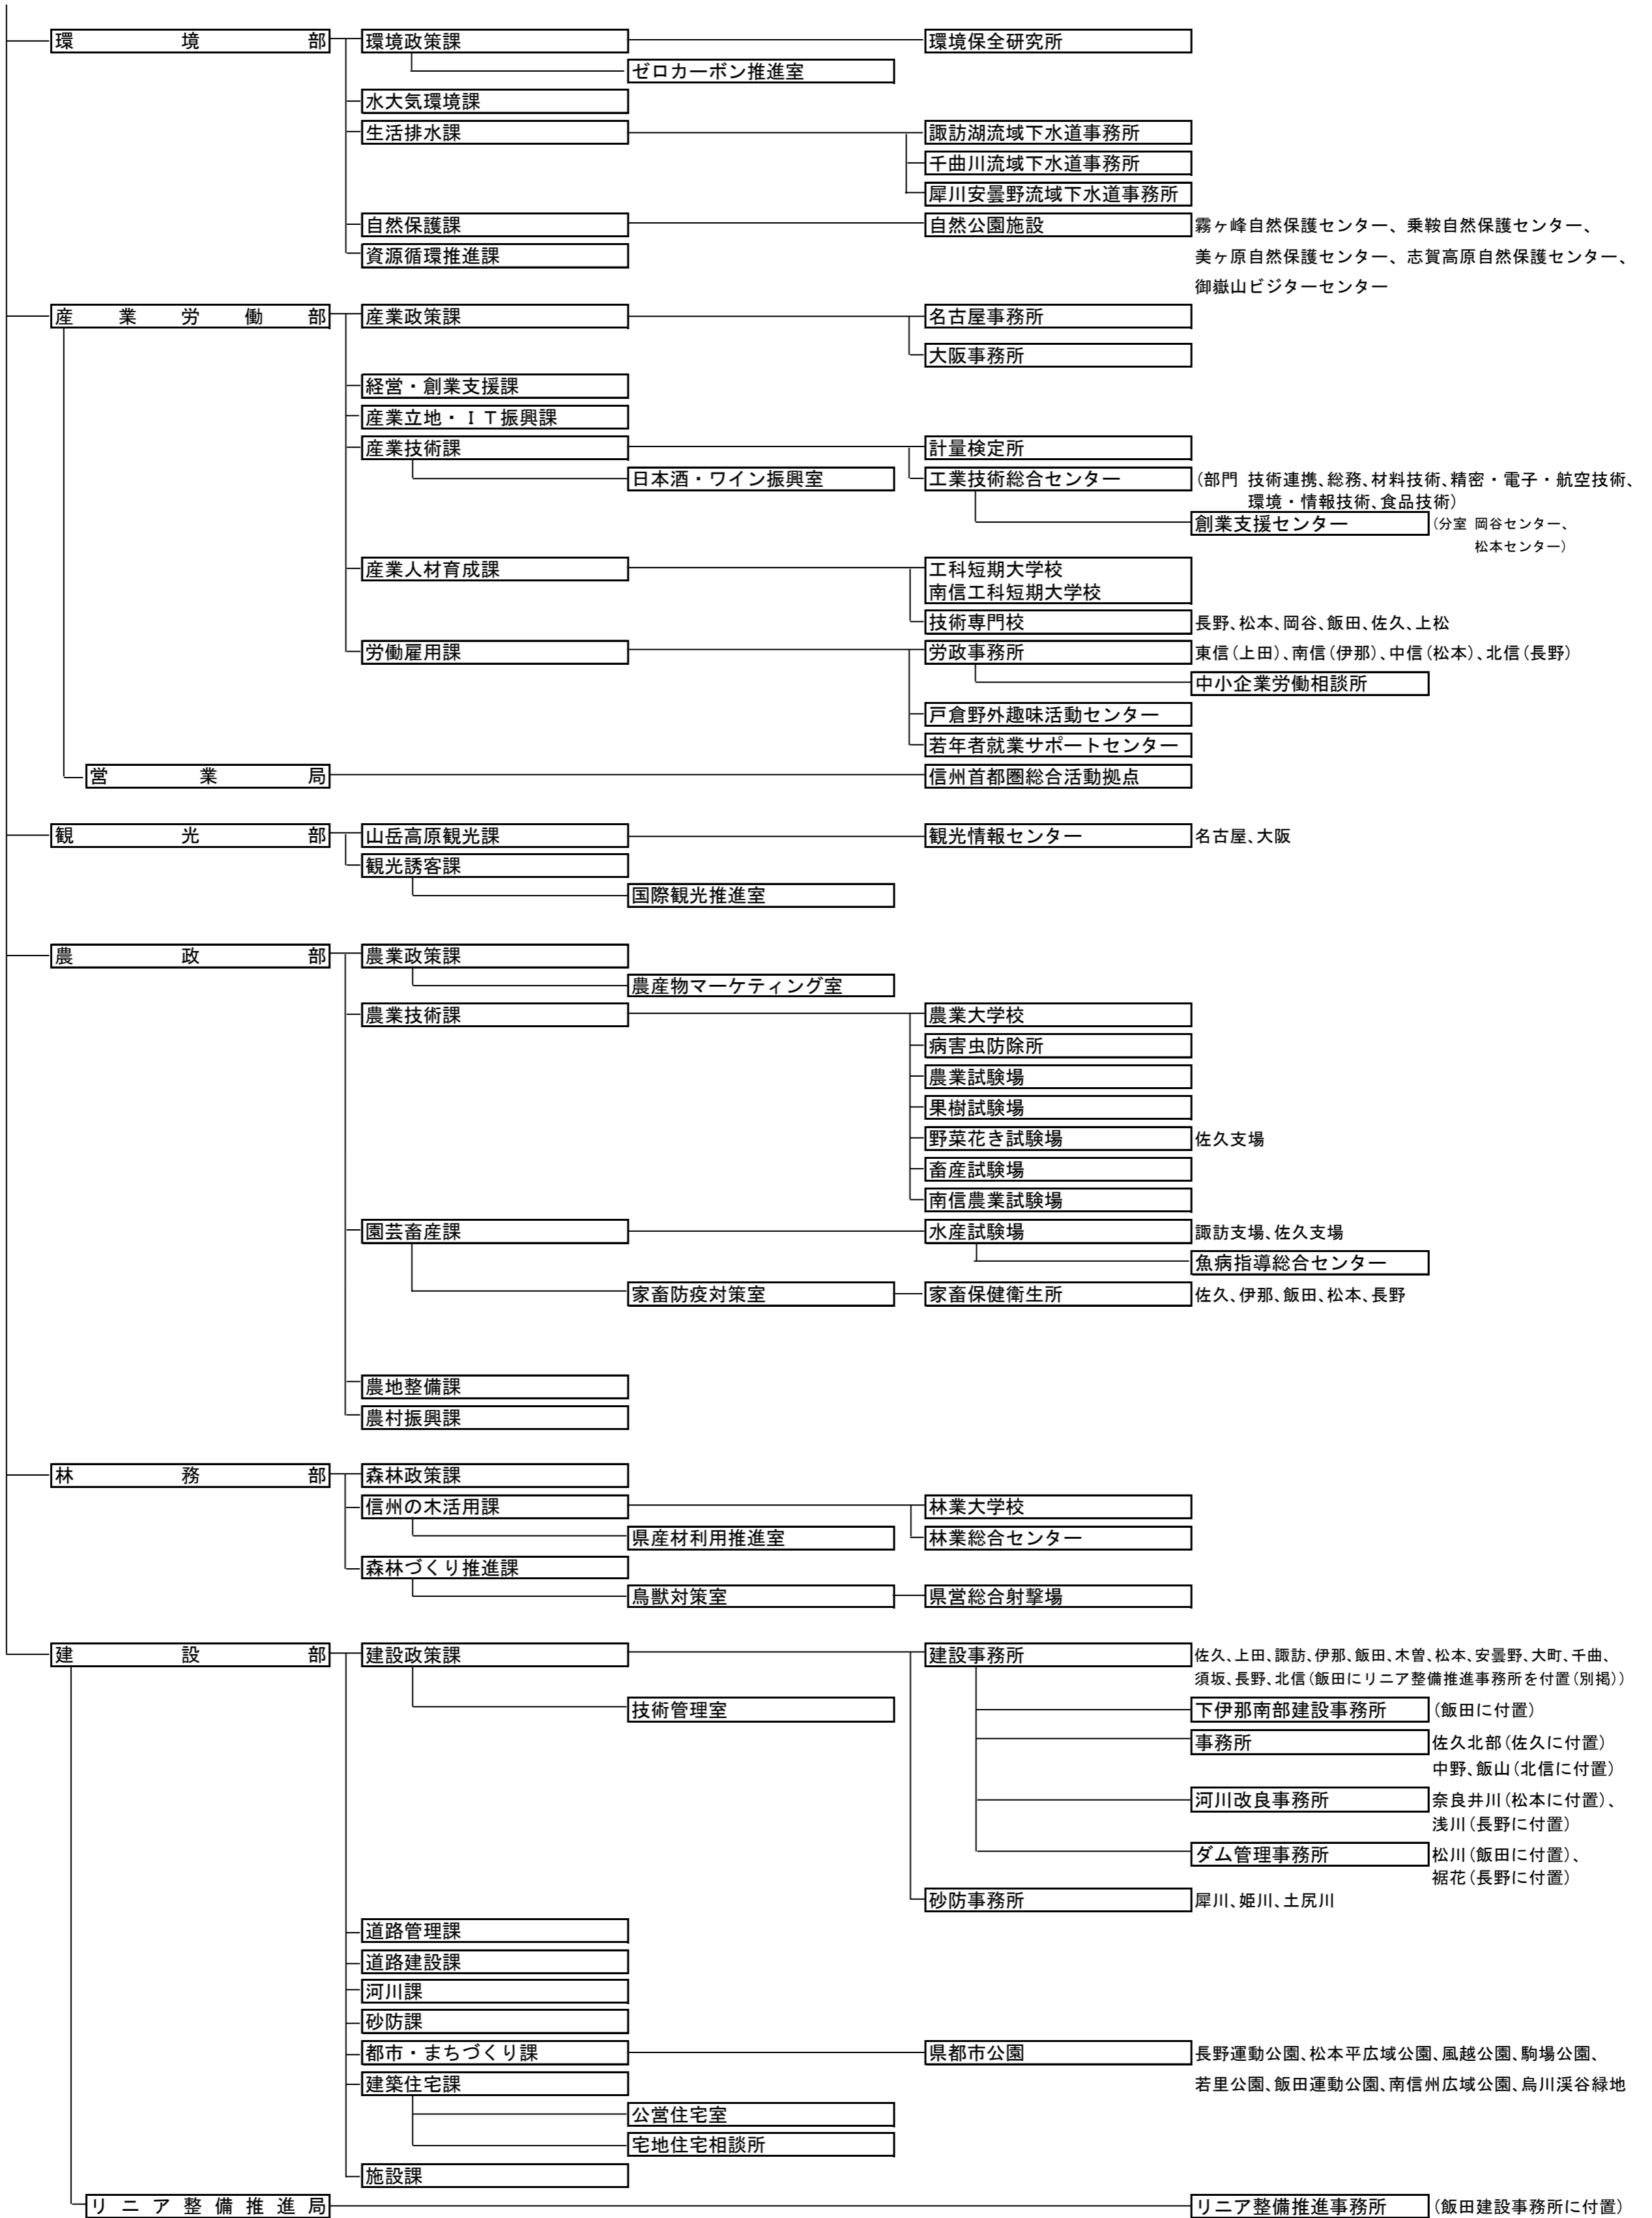 環境部 環境政策課 環境保全研究所
ゼロカーボン推進室
水大気環境課
生活排水課 諏訪湖流域下水道事務所
千曲川流域下水道事務所
犀川安曇野流域下水道事務所
自然保護課 自然公園施設 霧ヶ峰自然保護センター、乗鞍自然保護センター、
資源循環推進課 美ヶ原自然保護センター、志賀高原自然保護センター、
御嶽山ビジターセンター
産業労働部 産業政策課 名古屋事務所
大阪事務所
経営・創業支援課
産業立地・ＩＴ振興課
産業技術課 計量検定所
日本酒・ワイン振興室 工業技術総合センター (部門 技術連携、総務、材料技術、精密・電子・航空技術、
環境・情報技術、食品技術)
創業支援センター (分室 岡谷センター、
松本センター)
産業人材育成課 工科短期大学校
南信工科短期大学校
技術専門校 長野、松本、岡谷、飯田、佐久、上松
労働雇用課 労政事務所 東信(上田)、南信(伊那)、中信(松本)、北信(長野)
中小企業労働相談所
戸倉野外趣味活動センター
若年者就業サポートセンター
営業局 信州首都圏総合活動拠点
観光部 山岳高原観光課 観光情報センター 名古屋、大阪
観光誘客課
国際観光推進室
農政部 農業政策課
農産物マーケティング室
農業技術課 農業大学校
病害虫防除所
農業試験場
果樹試験場
野菜花き試験場 佐久支場
畜産試験場
南信農業試験場
園芸畜産課 水産試験場 諏訪支場、佐久支場
魚病指導総合センター
家畜防疫対策室 家畜保健衛生所 佐久、伊那、飯田、松本、長野
農地整備課
農村振興課
林務部 森林政策課
信州の木活用課 林業大学校
県産材利用推進室 林業総合センター
森林づくり推進課
鳥獣対策室 県営総合射撃場
建設部 建設政策課 建設事務所 佐久、上田、諏訪、伊那、飯田、木曽、松本、安曇野、大町、千曲、
須坂、長野、北信(飯田にリニア整備推進事務所を付置(別掲))
技術管理室 下伊那南部建設事務所 (飯田に付置)
事務所 佐久北部(佐久に付置)
中野、飯山(北信に付置)
河川改良事務所 奈良井川(松本に付置)、
浅川(長野に付置)
ダム管理事務所 松川(飯田に付置)、
裾花(長野に付置)
砂防事務所 犀川、姫川、土尻川
道路管理課
道路建設課
河川課
砂防課
都市・まちづくり課 県都市公園 長野運動公園、松本平広域公園、風越公園、駒場公園、
建築住宅課 若里公園、飯田運動公園、南信州広域公園、烏川渓谷緑地
公営住宅室
宅地住宅相談所
施設課
リニア整備推進局 リニア整備推進事務所 (飯田建設事務所に付置)